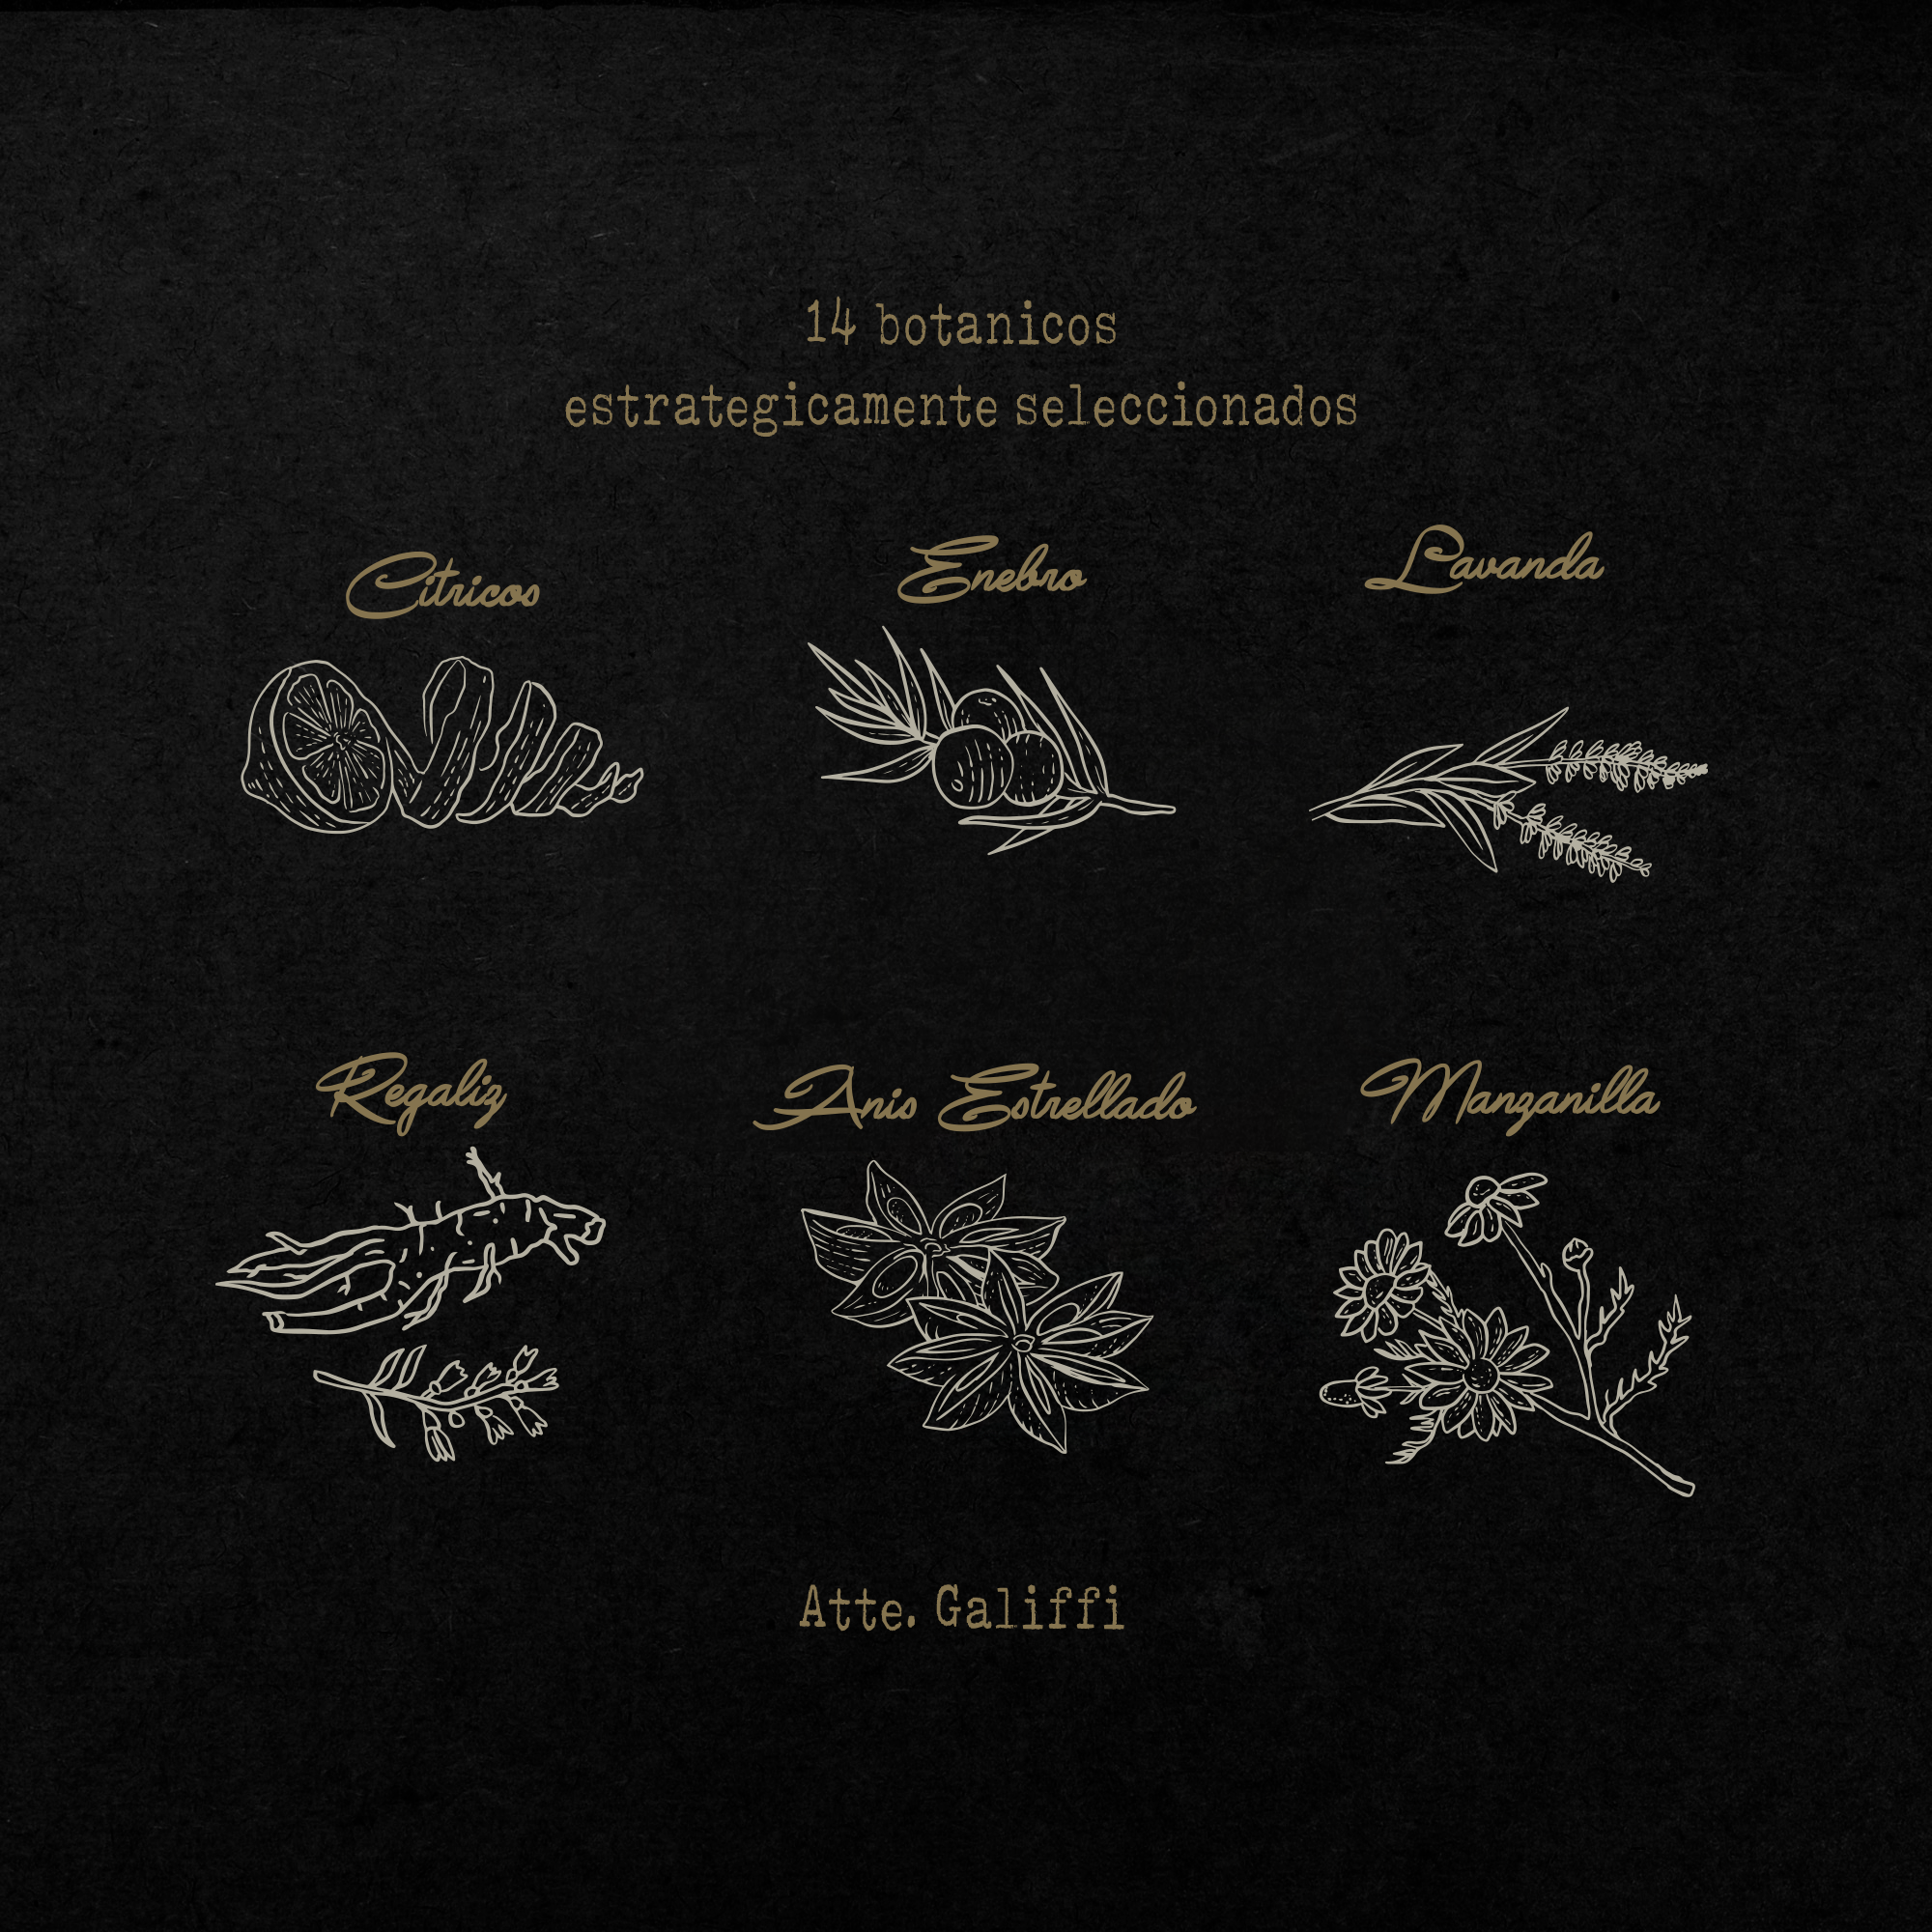 14 botanicos
estrategicamente seleccionados
Citricos
Enebro
Lavanda
Regaliz
Anis Estrellado
Manzanilla
Atte. Galiffi